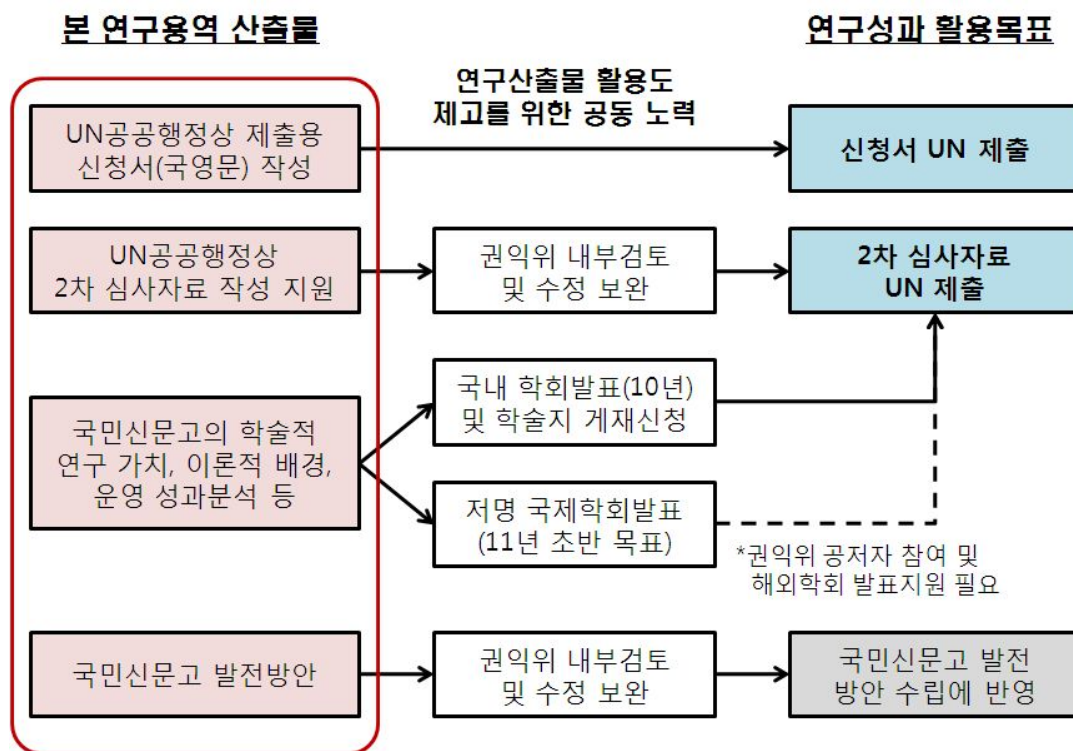 본 연구용역 산출물
연구성과 활용목표
연구산출물 활용도
제고를 위한 공동 노력
UN공공행정상 제출용
신청서(국영문) 작성
신청서 UN 제출
UN공공행정상
2차 심사자료 작성 지원
권익위 내부검토
및 수정 보완
2차 심사자료
UN 제출
국민신문고의 학술적
연구 가치, 이론적 배경,
운영 성과분석 등
국내 학회발표(10년)
및 학술지 게재신청
저명 국제학회발표
(11년 초반 목표)
*권익위 공저자 참여 및
해외학회 발표지원 필요
국민신문고 발전방안
권익위 내부검토
및 수정 보완
국민신문고 발전
방안 수립에 반영